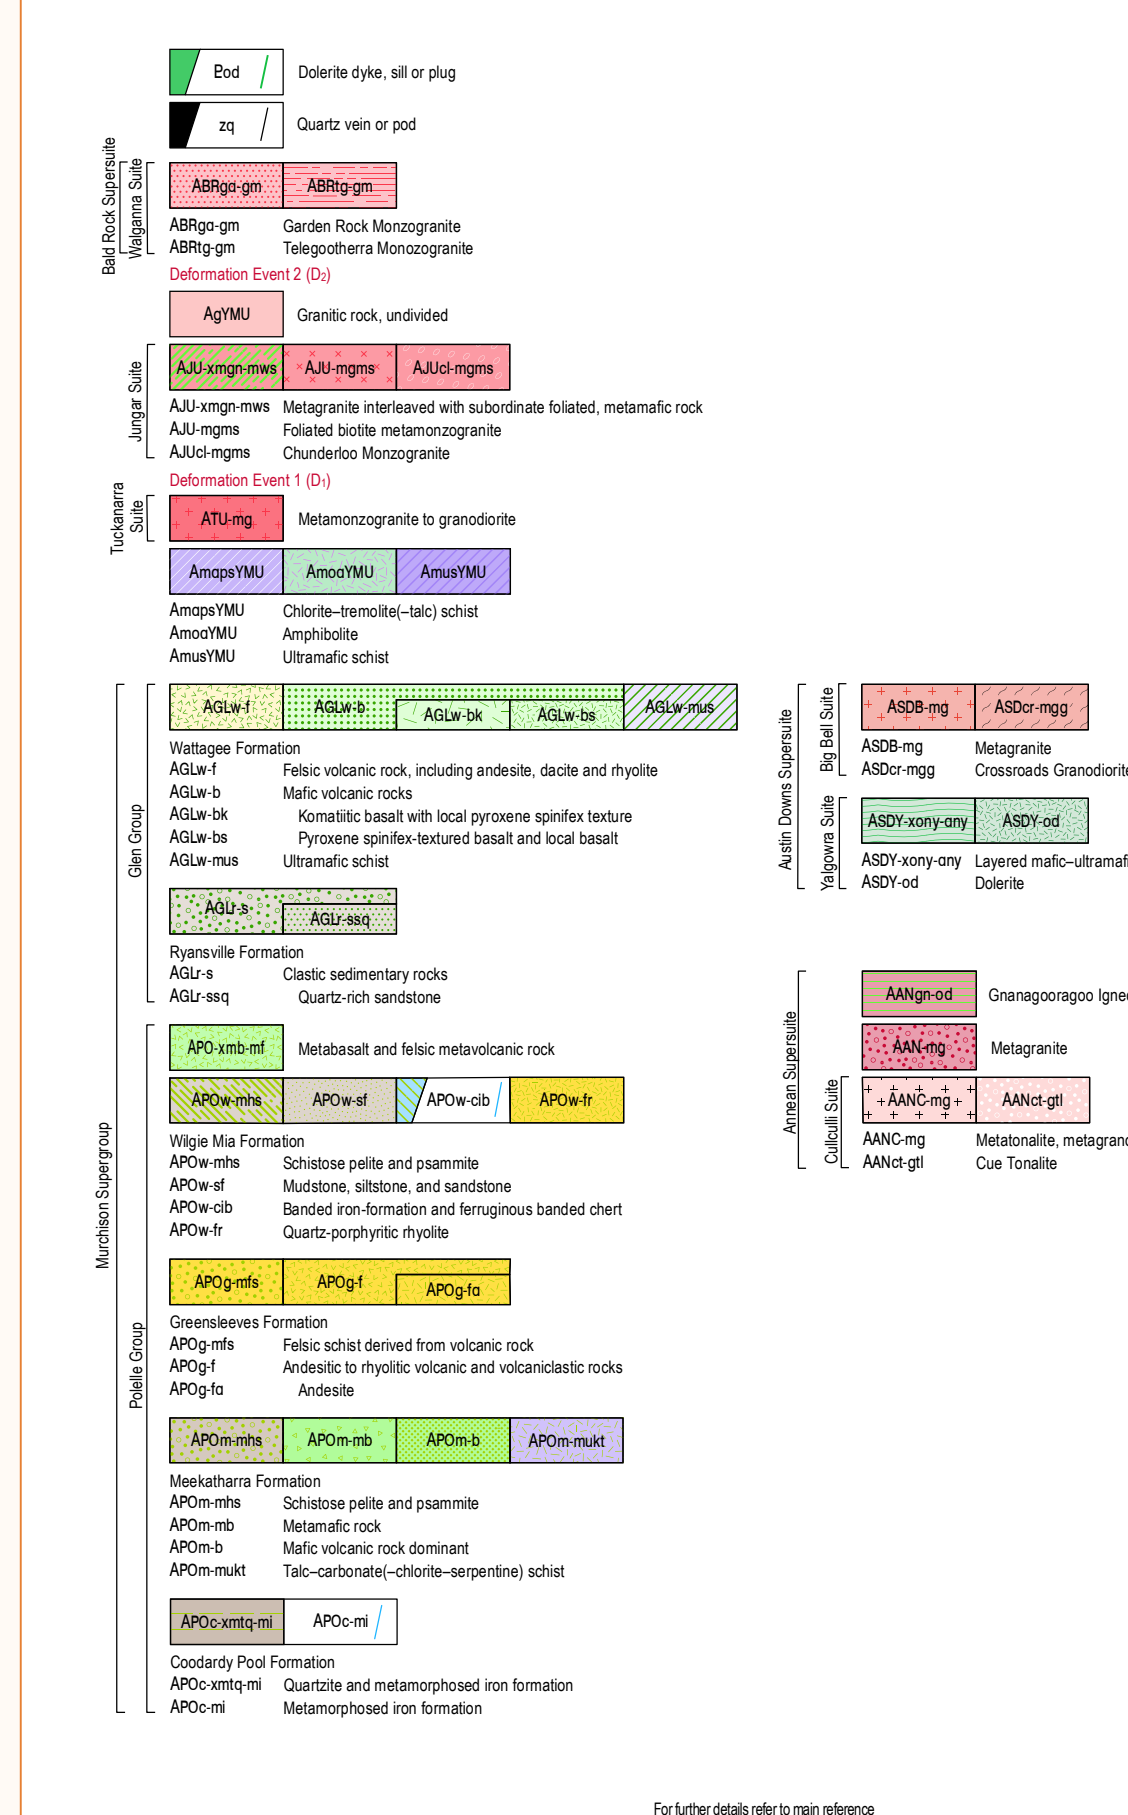 Pod
Dolerite dyke, sill or plug
zq
Quartz vein or pod
Bald Rock Supersuite
Walganna Suite
ABRga-gm
ABRtg-gm
ABRga-gm Garden Rock Monzogranite
ABRtg-gm Telegootherra Monozogranite
Deformation Event 2 (D₂)
AgYMU
Granitic rock, undivided
Jungar Suite
AJU-xmgn-mws
AJU-mgms
AJUcl-mgms
AJU-xmgn-mws Metagranite interleaved with subordinate foliated, metamafic rock
AJU-mgms Foliated biotite metamonzogranite
AJUcl-mgms Chunderloo Monzogranite
Deformation Event 1 (D₁)
Tuckanarra
Suite
ATU-mg
Metamonzogranite to granodiorite
AmapsYMU
AmoaYMU
AmusYMU
AmapsYMU Chlorite–tremolite(–talc) schist
AmoaYMU Amphibolite
AmusYMU Ultramafic schist
Murchison Supergroup
Glen Group
AGLw-f
AGLw-b
AGLw-bk
AGLw-bs
AGLw-mus
Wattagee Formation
AGLw-f Felsic volcanic rock, including andesite, dacite and rhyolite
AGLw-b Mafic volcanic rocks
AGLw-bk Komatiitic basalt with local pyroxene spinifex texture
AGLw-bs Pyroxene spinifex-textured basalt and local basalt
AGLw-mus Ultramafic schist
AGLr-s
AGLr-ssq
Ryansville Formation
AGLr-s Clastic sedimentary rocks
AGLr-ssq Quartz-rich sandstone
Polelle Group
APO-xmb-mf
Metabasalt and felsic metavolcanic rock
APOw-mhs
APOw-sf
APOw-cib
APOw-fr
Wilgie Mia Formation
APOw-mhs Schistose pelite and psammite
APOw-sf Mudstone, siltstone, and sandstone
APOw-cib Banded iron-formation and ferruginous banded chert
APOw-fr Quartz-porphyritic rhyolite
APOg-mfs
APOg-f
APOg-fa
Greensleeves Formation
APOg-mfs Felsic schist derived from volcanic rock
APOg-f Andesitic to rhyolitic volcanic and volcaniclastic rocks
APOg-fa Andesite
APOm-mhs
APOm-mb
APOm-b
APOm-mukt
Meekatharra Formation
APOm-mhs Schistose pelite and psammite
APOm-mb Metamafic rock
APOm-b Mafic volcanic rock dominant
APOm-mukt Talc–carbonate(–chlorite–serpentine) schist
APOc-xmtq-mi
APOc-mi
Coodardy Pool Formation
APOc-xmtq-mi Quartzite and metamorphosed iron formation
APOc-mi Metamorphosed iron formation
Austin Downs Supersuite
Big Bell Suite
ASDB-mg
ASDcr-mgg
ASDB-mg Metagranite
ASDcr-mgg Crossroads Granodiorite
Yalgowra Suite
ASDY-xony-any
ASDY-od
ASDY-xony-any Layered mafic–ultramafi
ASDY-od Dolerite
Annean Supersuite
AANgn-od
Gnanagooragoo Igne
AAN-mg
Metagranite
Cullculli Suite
AANC-mg
AANct-gtl
AANC-mg Metatonalite, metagrano
AANct-gtl Cue Tonalite
For further details refer to main reference